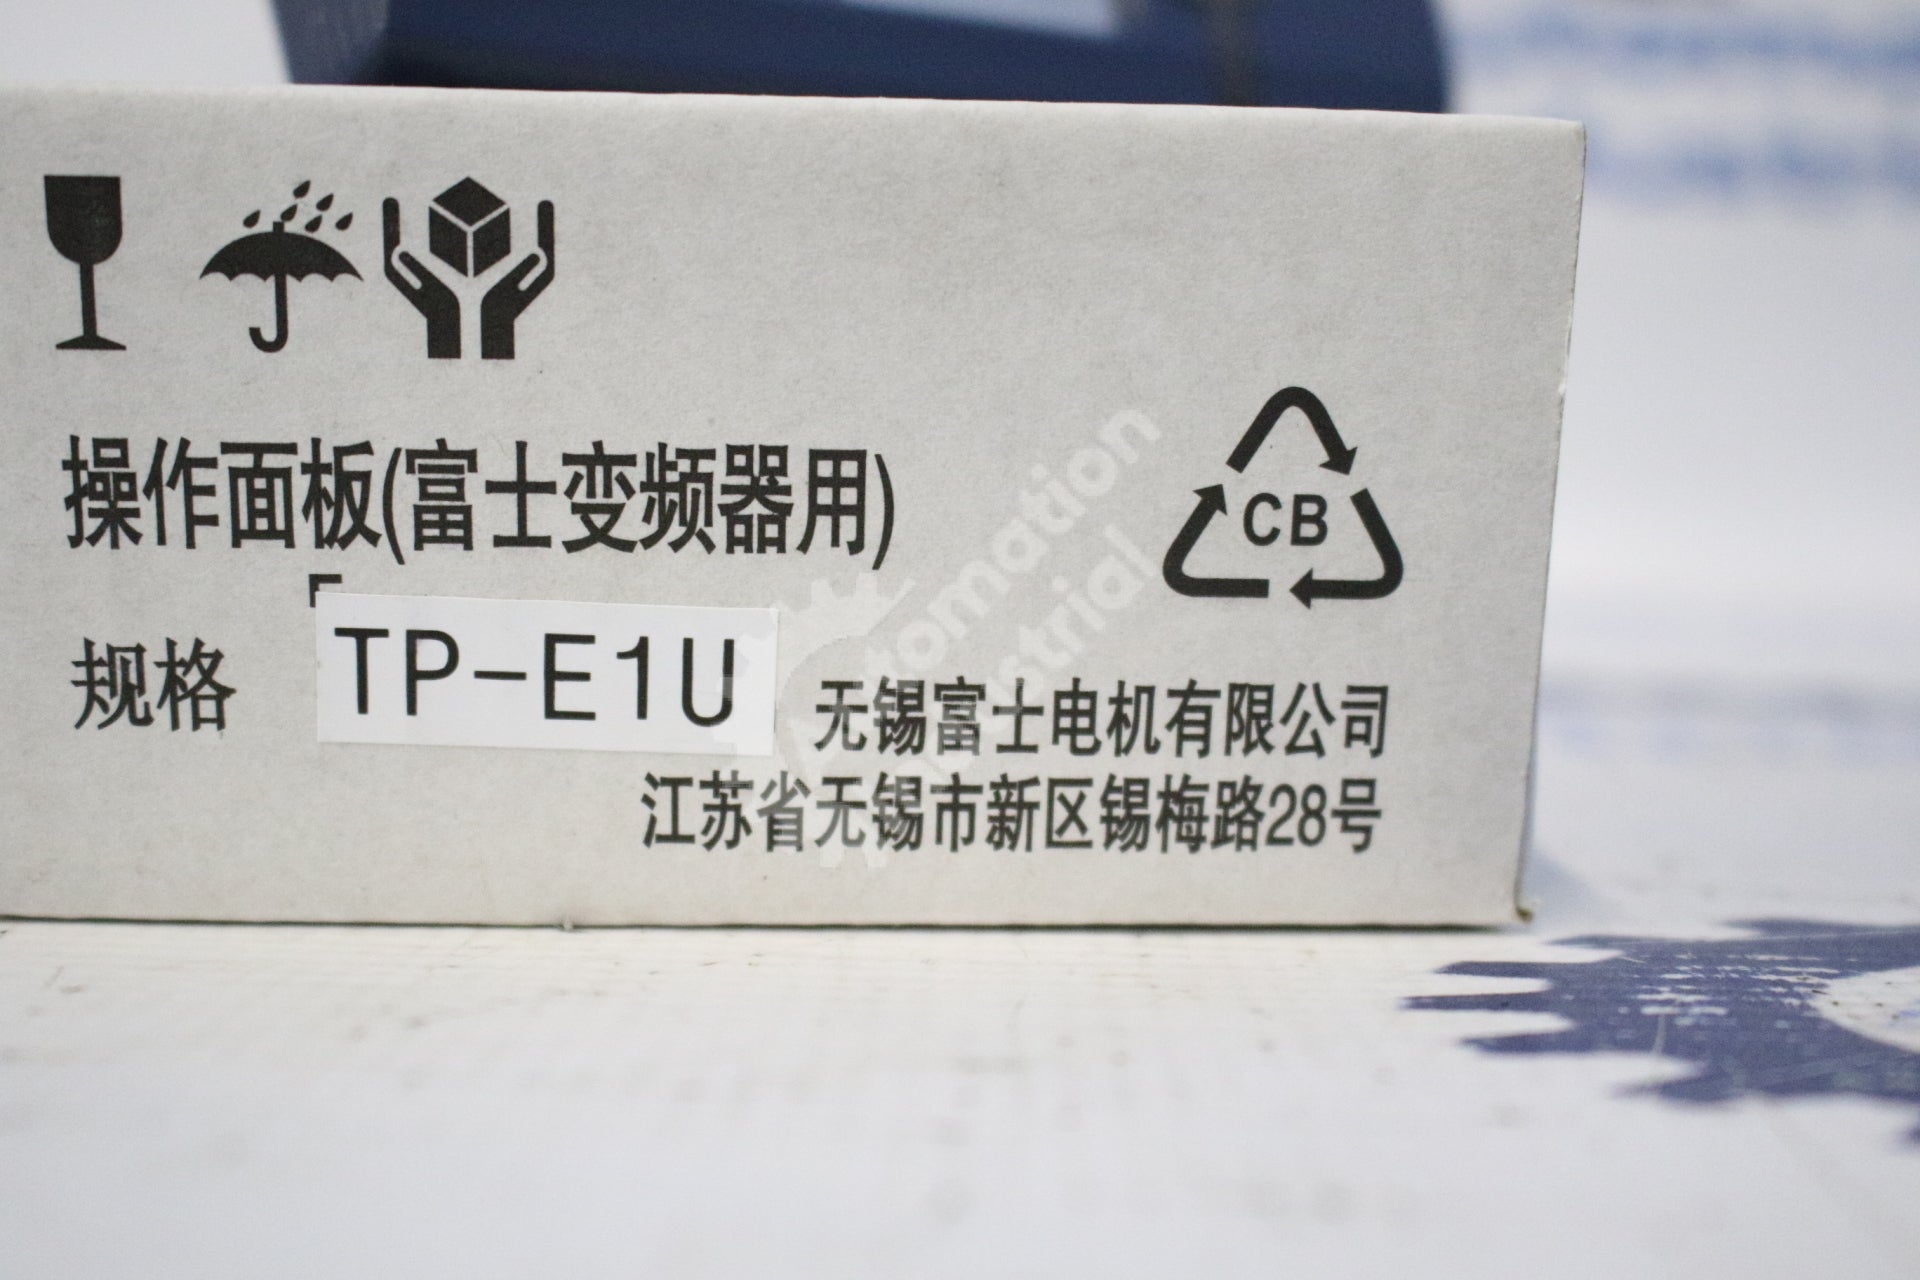 操作面板(富士变频器用)
CB
规格 TP-E1U
无锡富士电机有限公司
江苏省无锡市新区锡梅路28号
Automation
Industrial